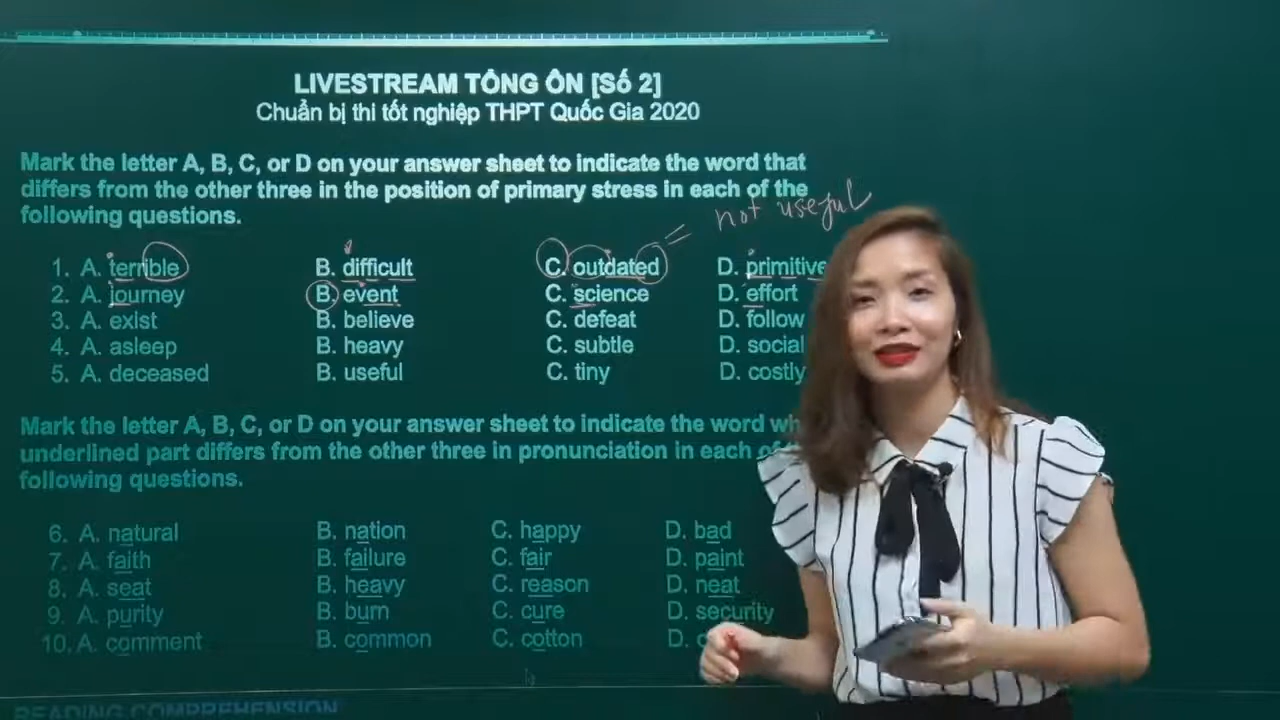 LIVESTREAM TỔNG ÔN [Số 2]
Chuẩn bị thi tốt nghiệp THPT Quốc Gia 2020
Mark the letter A, B, C, or D on your answer sheet to indicate the word that
differs from the other three in the position of primary stress in each of the
following questions.
= not useful
1. A. terrible B. difficult C. outdated D. primitive
2. A. journey B. event C. science D. effort
3. A. exist B. believe C. defeat D. follow
4. A. asleep B. heavy C. subtle D. social
5. A. deceased B. useful C. tiny D. costly
Mark the letter A, B, C, or D on your answer sheet to indicate the word
underlined part differs from the other three in pronunciation in each
following questions.
6. A. natural B. nation C. happy D. bad
7. A. faith B. failure C. fair D. paint
8. A. seat B. heavy C. reason D. neat
9. A. purity B. burn C. cure D. security
10. A. comment B. common C. cotton D.
READING COMPREHENSION